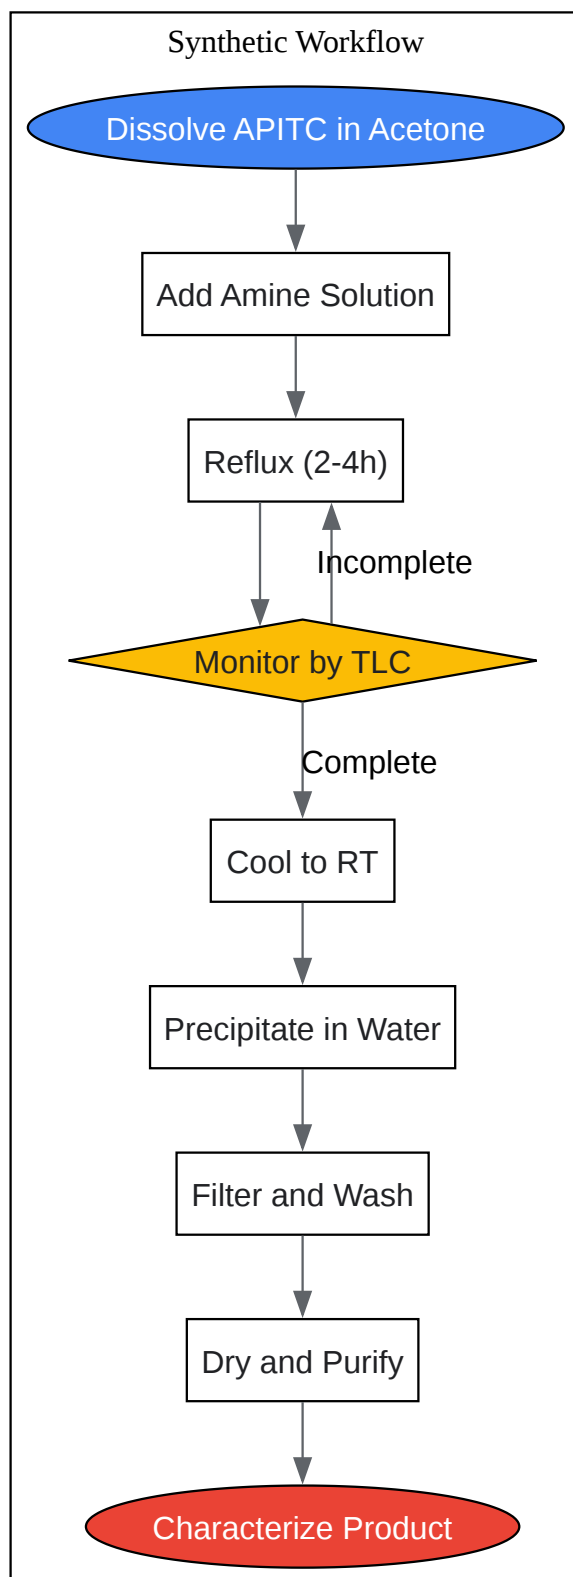 Synthetic Workflow
Dissolve APITC in Acetone
Add Amine Solution
Reflux (2-4h)
Incomplete
Monitor by TLC
Complete
Cool to RT
Precipitate in Water
Filter and Wash
Dry and Purify
Characterize Product